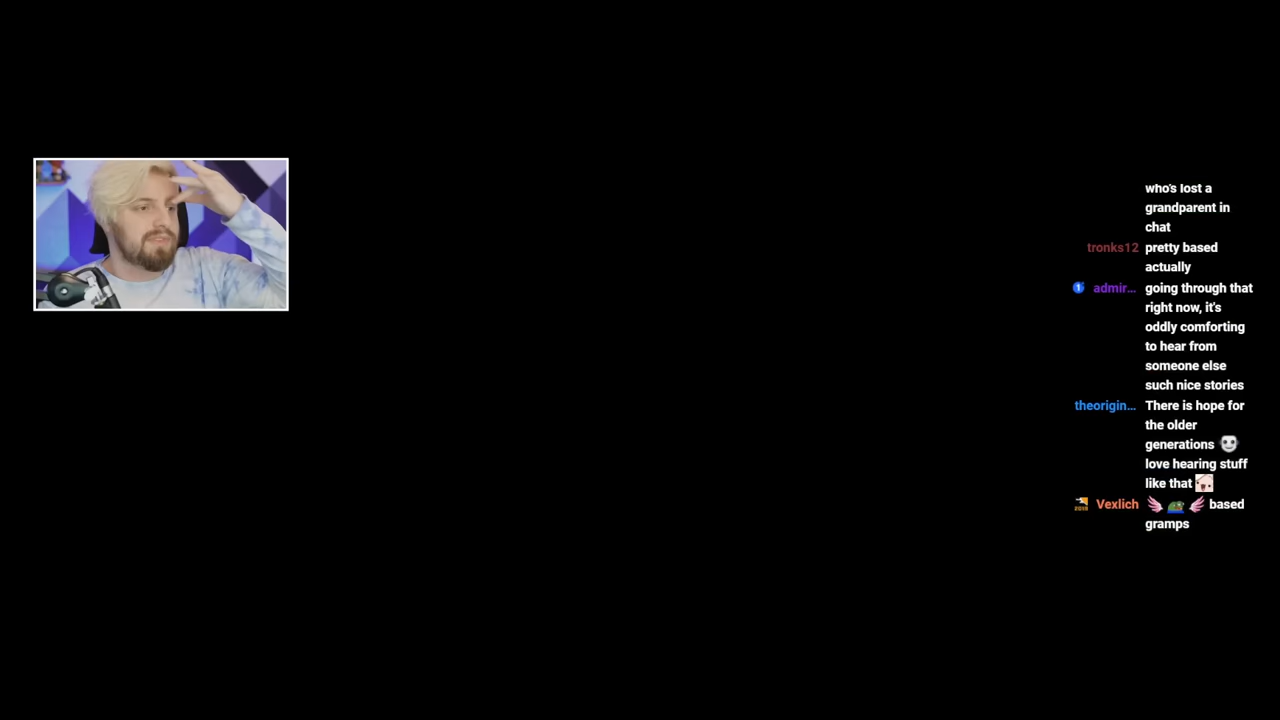 who's lost a
grandparent in
chat
tronks12 pretty based
actually
1 admir... going through that
right now, it's
oddly comforting
to hear from
someone else
such nice stories
theorigin... There is hope for
the older
generations
love hearing stuff
like that
Vexlich based
gramps